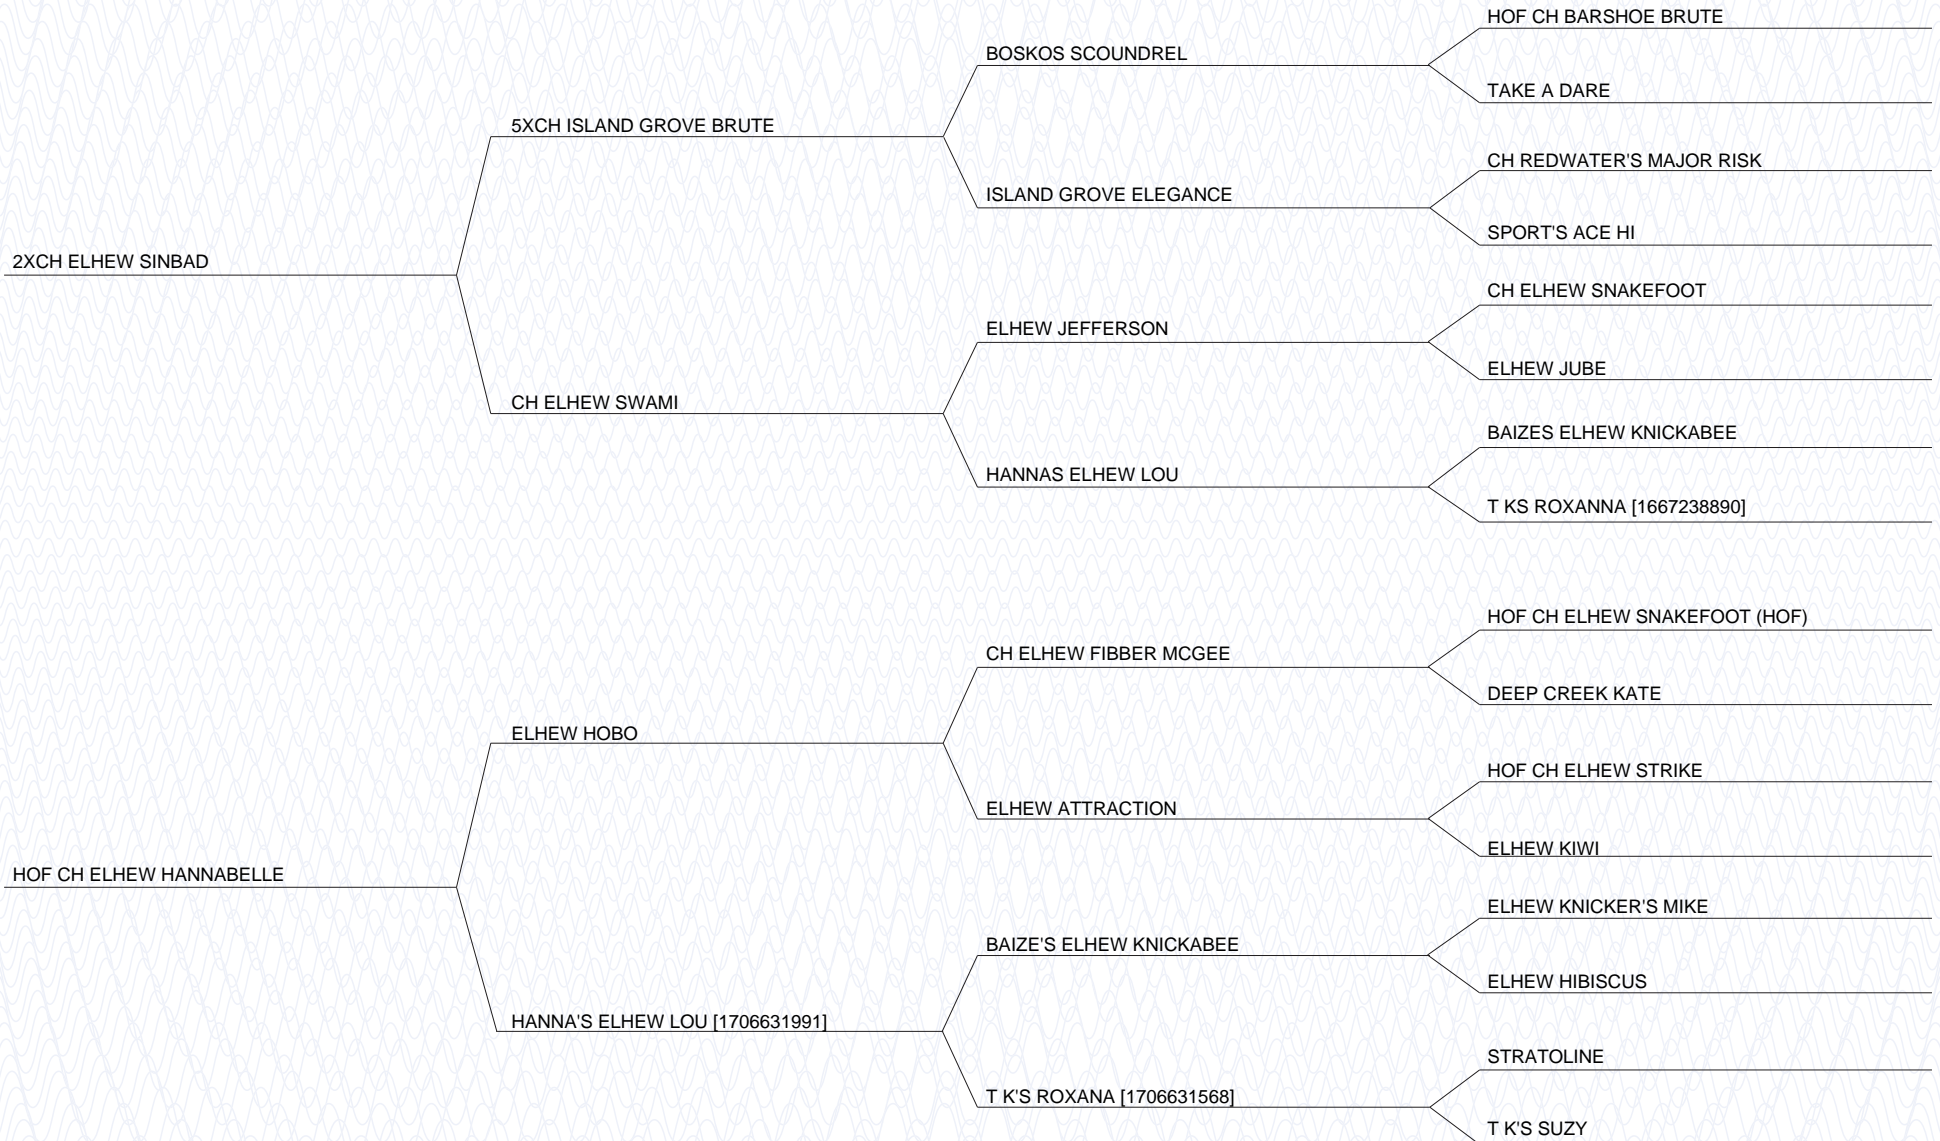 HOF CH BARSHOE BRUTE
BOSKOS SCOUNDREL
TAKE A DARE
5XCH ISLAND GROVE BRUTE
CH REDWATER'S MAJOR RISK
ISLAND GROVE ELEGANCE
SPORT'S ACE HI
2XCH ELHEW SINBAD
CH ELHEW SNAKEFOOT
ELHEW JEFFERSON
ELHEW JUBE
CH ELHEW SWAMI
BAIZES ELHEW KNICKABEE
HANNAS ELHEW LOU
T KS ROXANNA [1667238890]
HOF CH ELHEW SNAKEFOOT (HOF)
CH ELHEW FIBBER MCGEE
DEEP CREEK KATE
ELHEW HOBO
HOF CH ELHEW STRIKE
ELHEW ATTRACTION
ELHEW KIWI
HOF CH ELHEW HANNABELLE
ELHEW KNICKER'S MIKE
BAIZE'S ELHEW KNICKABEE
ELHEW HIBISCUS
HANNA'S ELHEW LOU [1706631991]
STRATOLINE
T K'S ROXANA [1706631568]
T K'S SUZY